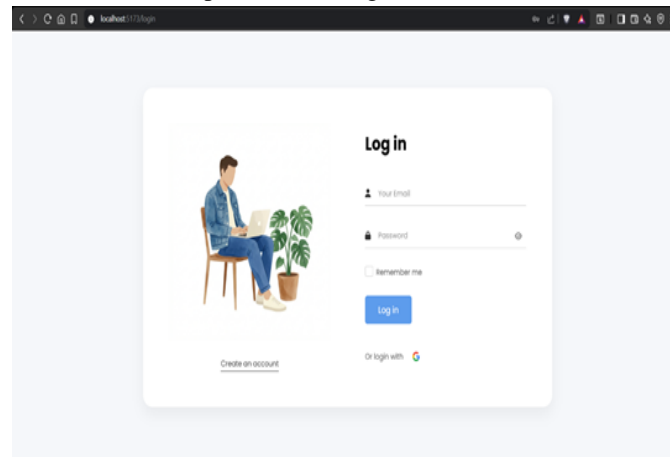 localhost:5173/login
Log in
Your Email
Password
Remember me
Log in
Or login with
Create an account